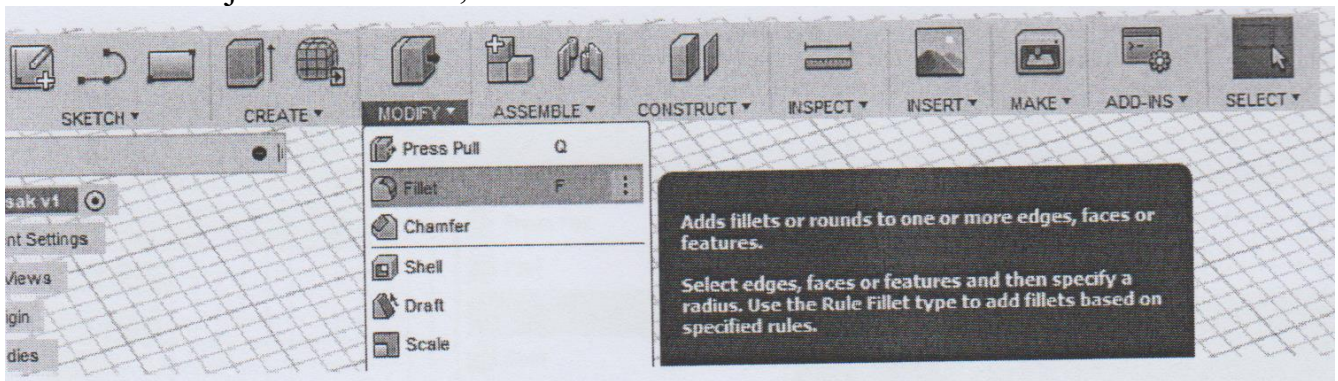 SKETCH
CREATE
MODIFY
ASSEMBLE
CONSTRUCT
INSPECT
INSERT
MAKE
ADD-INS
SELECT
sak v1
nt Settings
Views
gin
dies
Press Pull Q
Fillet F
Chamfer
Shell
Draft
Scale
Adds fillets or rounds to one or more edges, faces or
features.
Select edges, faces or features and then specify a
radius. Use the Rule Fillet type to add fillets based on
specified rules.